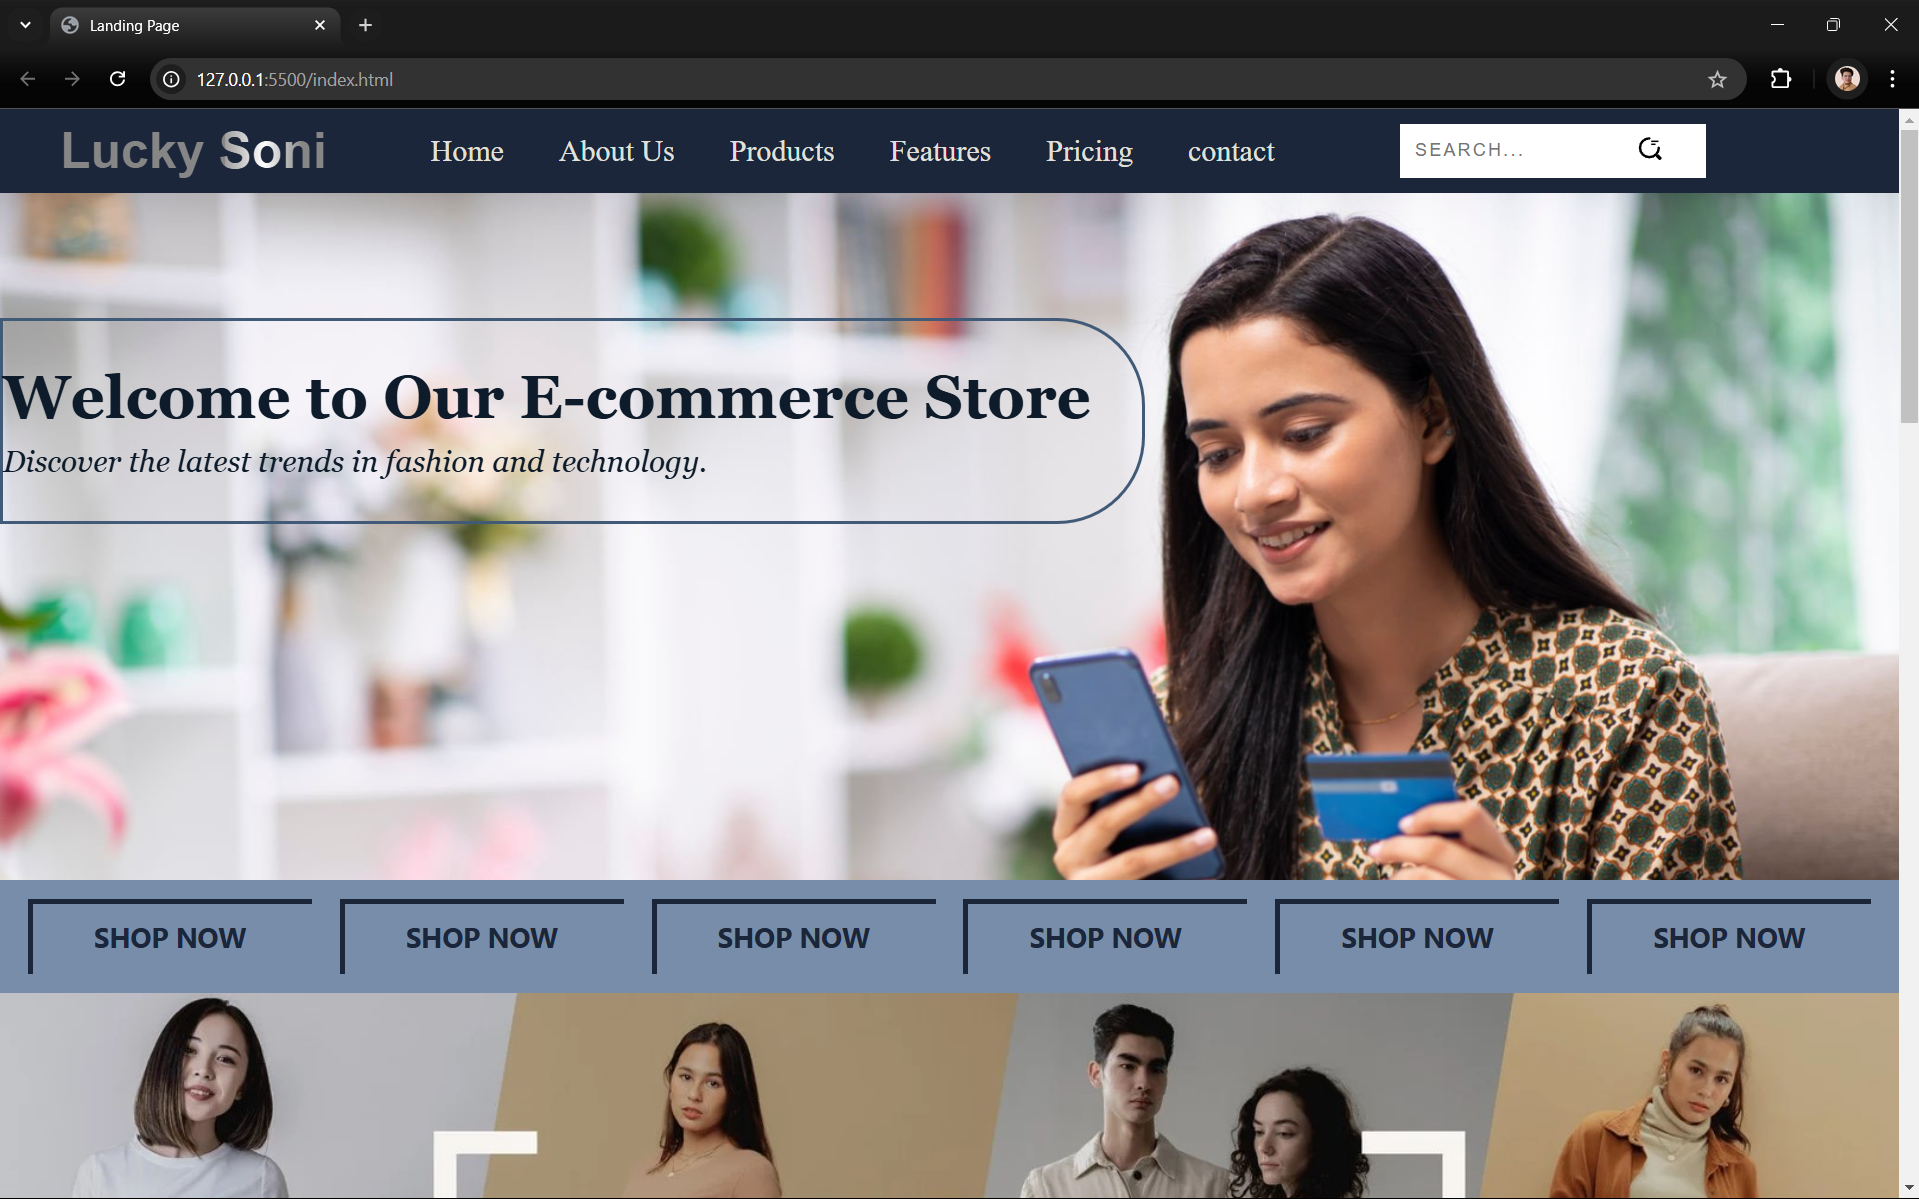 Landing Page
127.0.0.1:5500/index.html
Lucky Soni
Home
About Us
Products
Features
Pricing
contact
SEARCH...
Welcome to Our E-commerce Store
Discover the latest trends in fashion and technology.
SHOP NOW
SHOP NOW
SHOP NOW
SHOP NOW
SHOP NOW
SHOP NOW